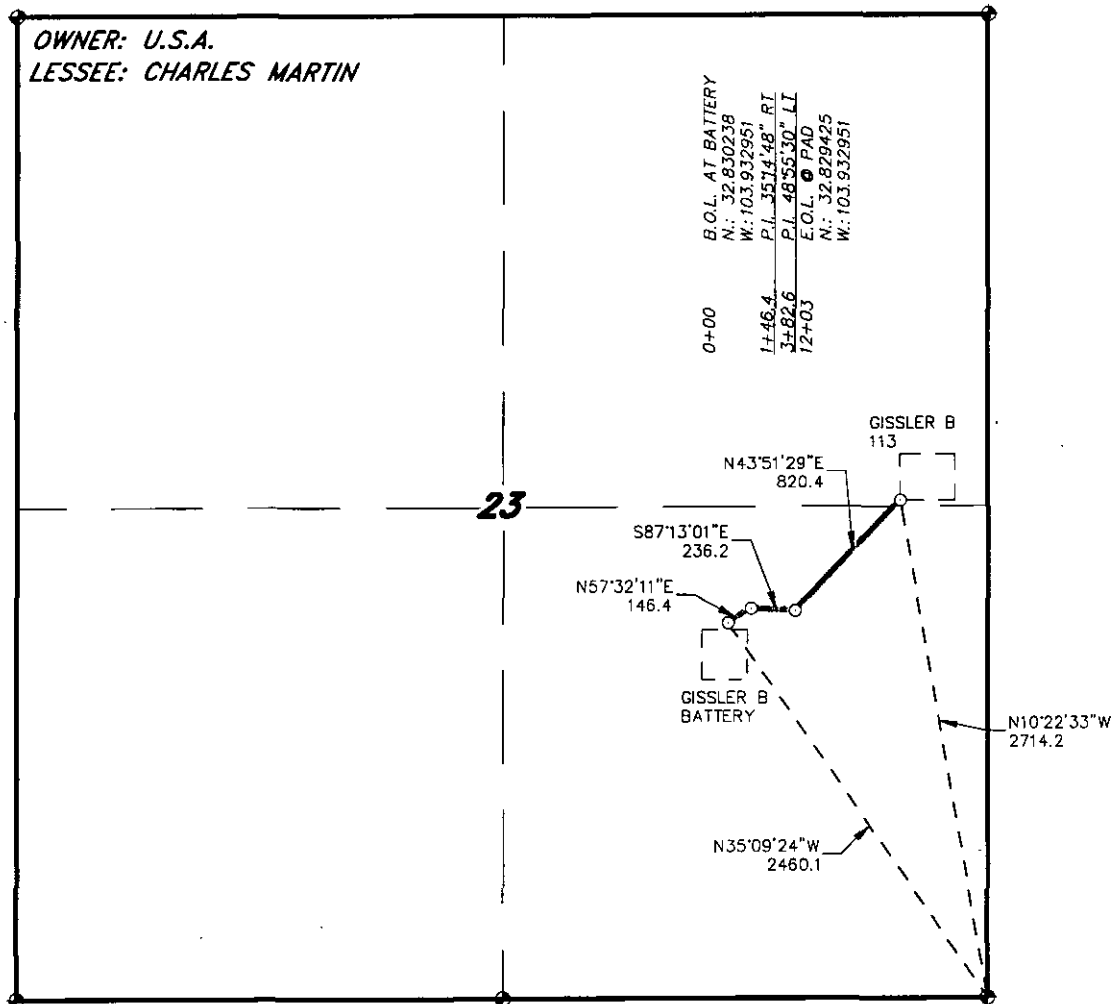 OWNER: U.S.A.
LESSEE: CHARLES MARTIN
0+00 B.O.L. AT BATTERY
N.: 32.830238
W.: 103.932951
1+46.4 P.I. 35°14'48" RT
3+82.6 P.I. 48°55'30" LT
12+03 E.O.L. @ PAD
N.: 32.829425
W.: 103.932951
GISSLER B
113
N43°51'29"E
820.4
23
S87°13'01"E
236.2
N57°32'11"E
146.4
GISSLER B
BATTERY
N10°22'33"W
2714.2
N35°09'24"W
2460.1